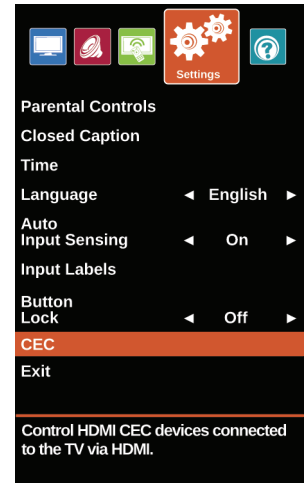 Settings
Parental Controls
Closed Caption
Time
Language ◄ English ►
Auto
Input Sensing ◄ On ►
Input Labels
Button
Lock ◄ Off ►
CEC
Exit
Control HDMI CEC devices connected
to the TV via HDMI.